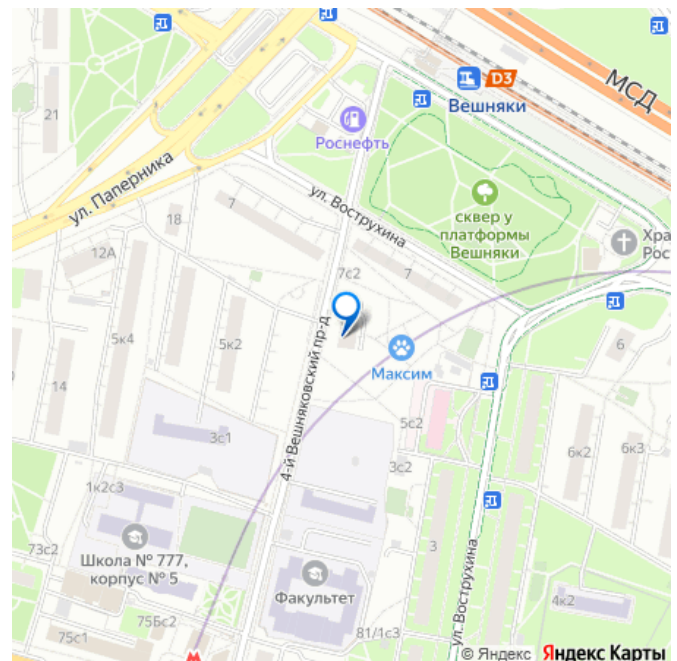 21
D3
МСД
Вешняки
Роснефть
ул. Паперника
ул. Вострухина
сквер у
платформы
Вешняки
18
7
12А
Хра
Рос
7с2
7
5к4
5к2
6
Максим
14
4-й Вешняковский пр-д
5с2
3с1
3с2
6к2
6к3
1к2с3
Школа № 777,
корпус № 5
73с2
3
Факультет
ул. Вострухина
4к2
75Бс2
75с1
81/1с3
© Яндекс Яндекс Карты